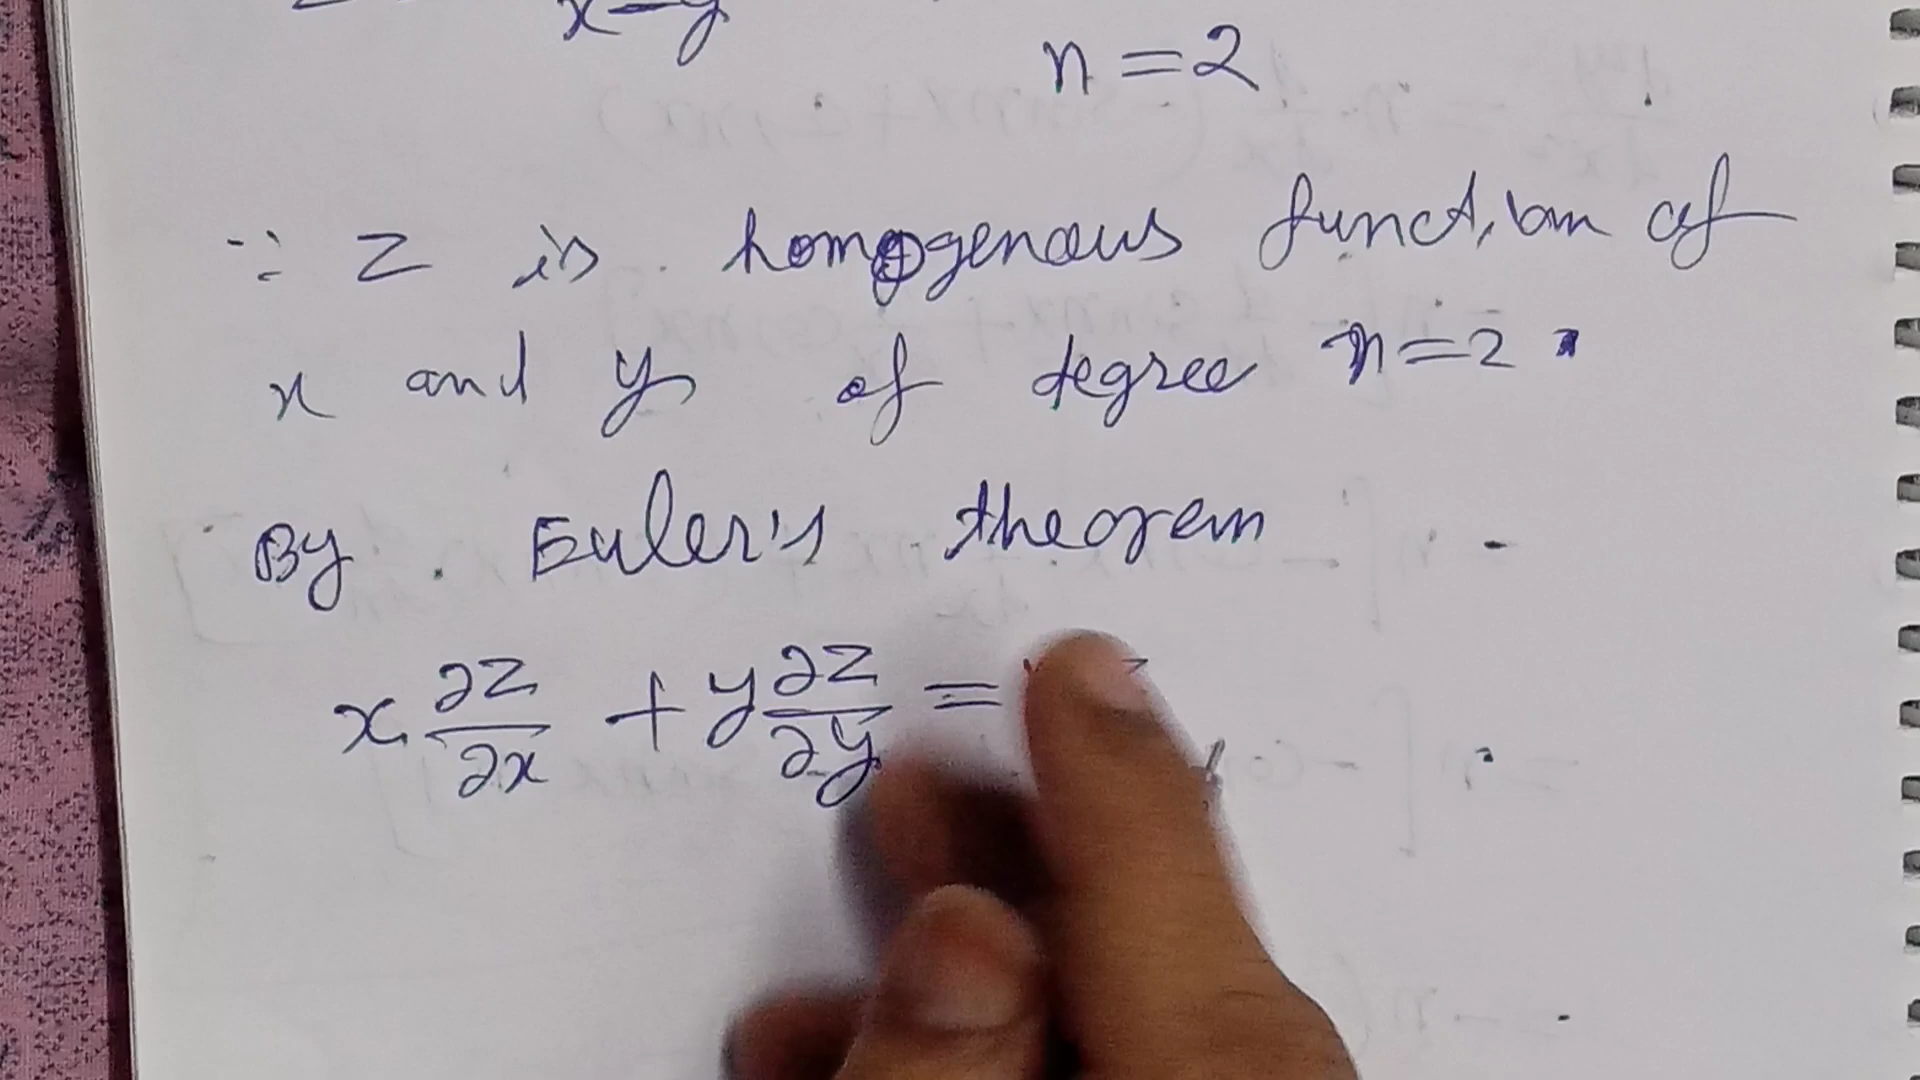 x-y
n=2
∵ z is homogenous function of
x and y of degree n=2
By Euler's theorem
x ∂z/∂x + y ∂z/∂y =